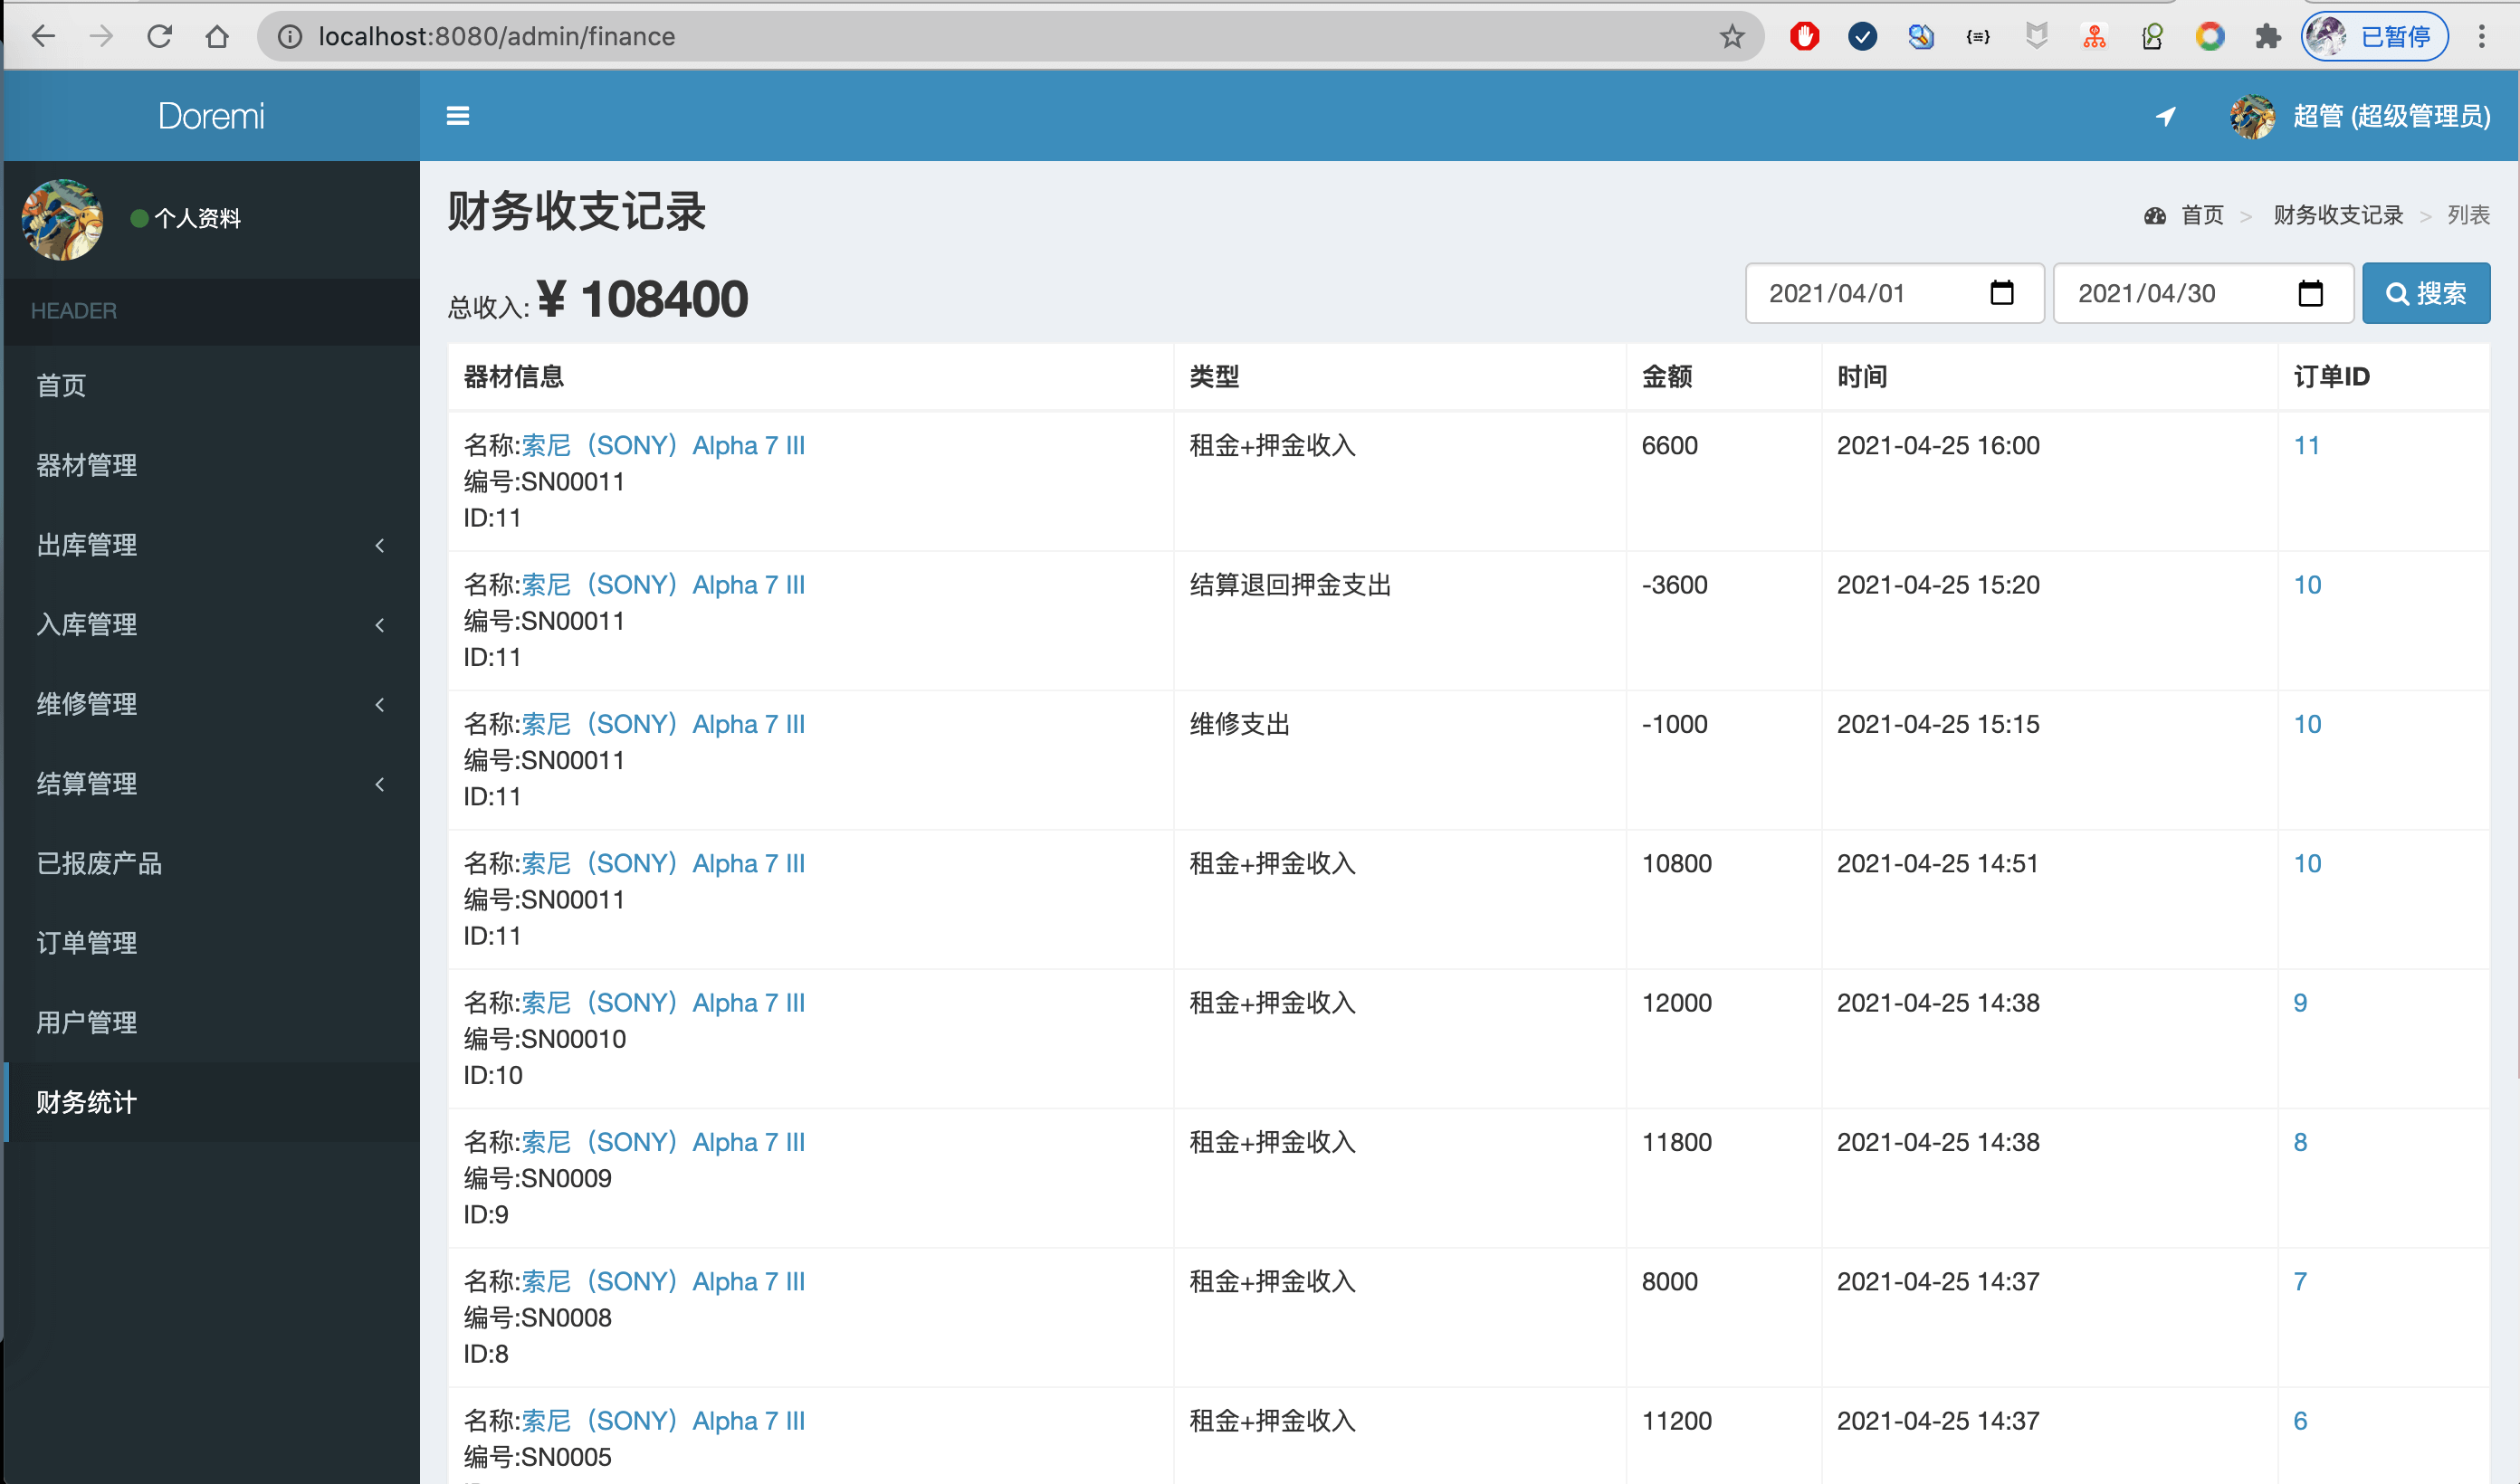 localhost:8080/admin/finance
已暂停
Doremi
超管 (超级管理员)
个人资料
HEADER
首页
器材管理
出库管理
入库管理
维修管理
结算管理
已报废产品
订单管理
用户管理
财务统计
财务收支记录
首页 > 财务收支记录 > 列表
总收入: ¥ 108400
2021/04/01 2021/04/30 搜索
器材信息 类型 金额 时间 订单ID
名称:索尼（SONY）Alpha 7 III 租金+押金收入 6600 2021-04-25 16:00 11
编号:SN00011
ID:11
名称:索尼（SONY）Alpha 7 III 结算退回押金支出 -3600 2021-04-25 15:20 10
编号:SN00011
ID:11
名称:索尼（SONY）Alpha 7 III 维修支出 -1000 2021-04-25 15:15 10
编号:SN00011
ID:11
名称:索尼（SONY）Alpha 7 III 租金+押金收入 10800 2021-04-25 14:51 10
编号:SN00011
ID:11
名称:索尼（SONY）Alpha 7 III 租金+押金收入 12000 2021-04-25 14:38 9
编号:SN00010
ID:10
名称:索尼（SONY）Alpha 7 III 租金+押金收入 11800 2021-04-25 14:38 8
编号:SN0009
ID:9
名称:索尼（SONY）Alpha 7 III 租金+押金收入 8000 2021-04-25 14:37 7
编号:SN0008
ID:8
名称:索尼（SONY）Alpha 7 III 租金+押金收入 11200 2021-04-25 14:37 6
编号:SN0005